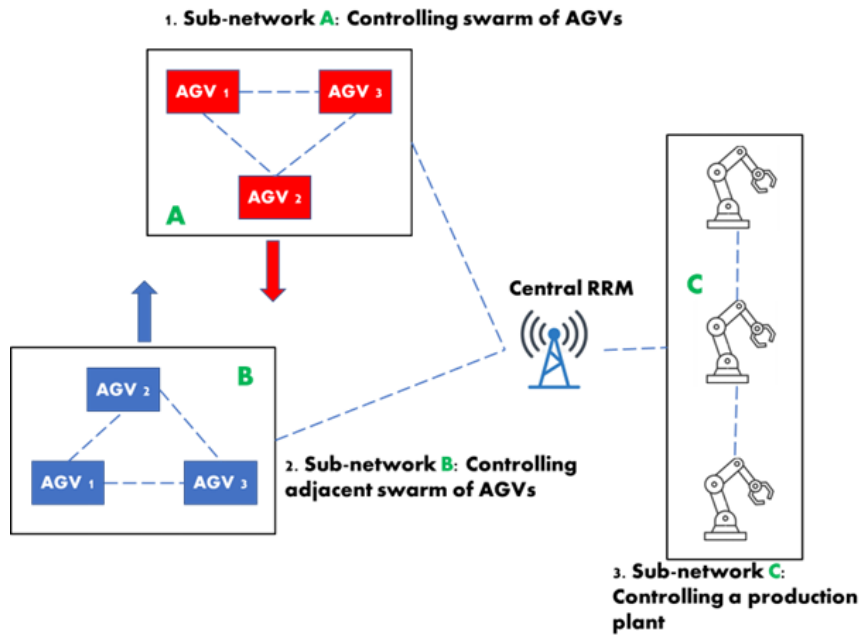 1. Sub-network A: Controlling swarm of AGVs
AGV 1
AGV 3
AGV 2
A
Central RRM
C
B
AGV 2
AGV 1
AGV 3
2. Sub-network B: Controlling
adjacent swarm of AGVs
3. Sub-network C:
Controlling a production
plant